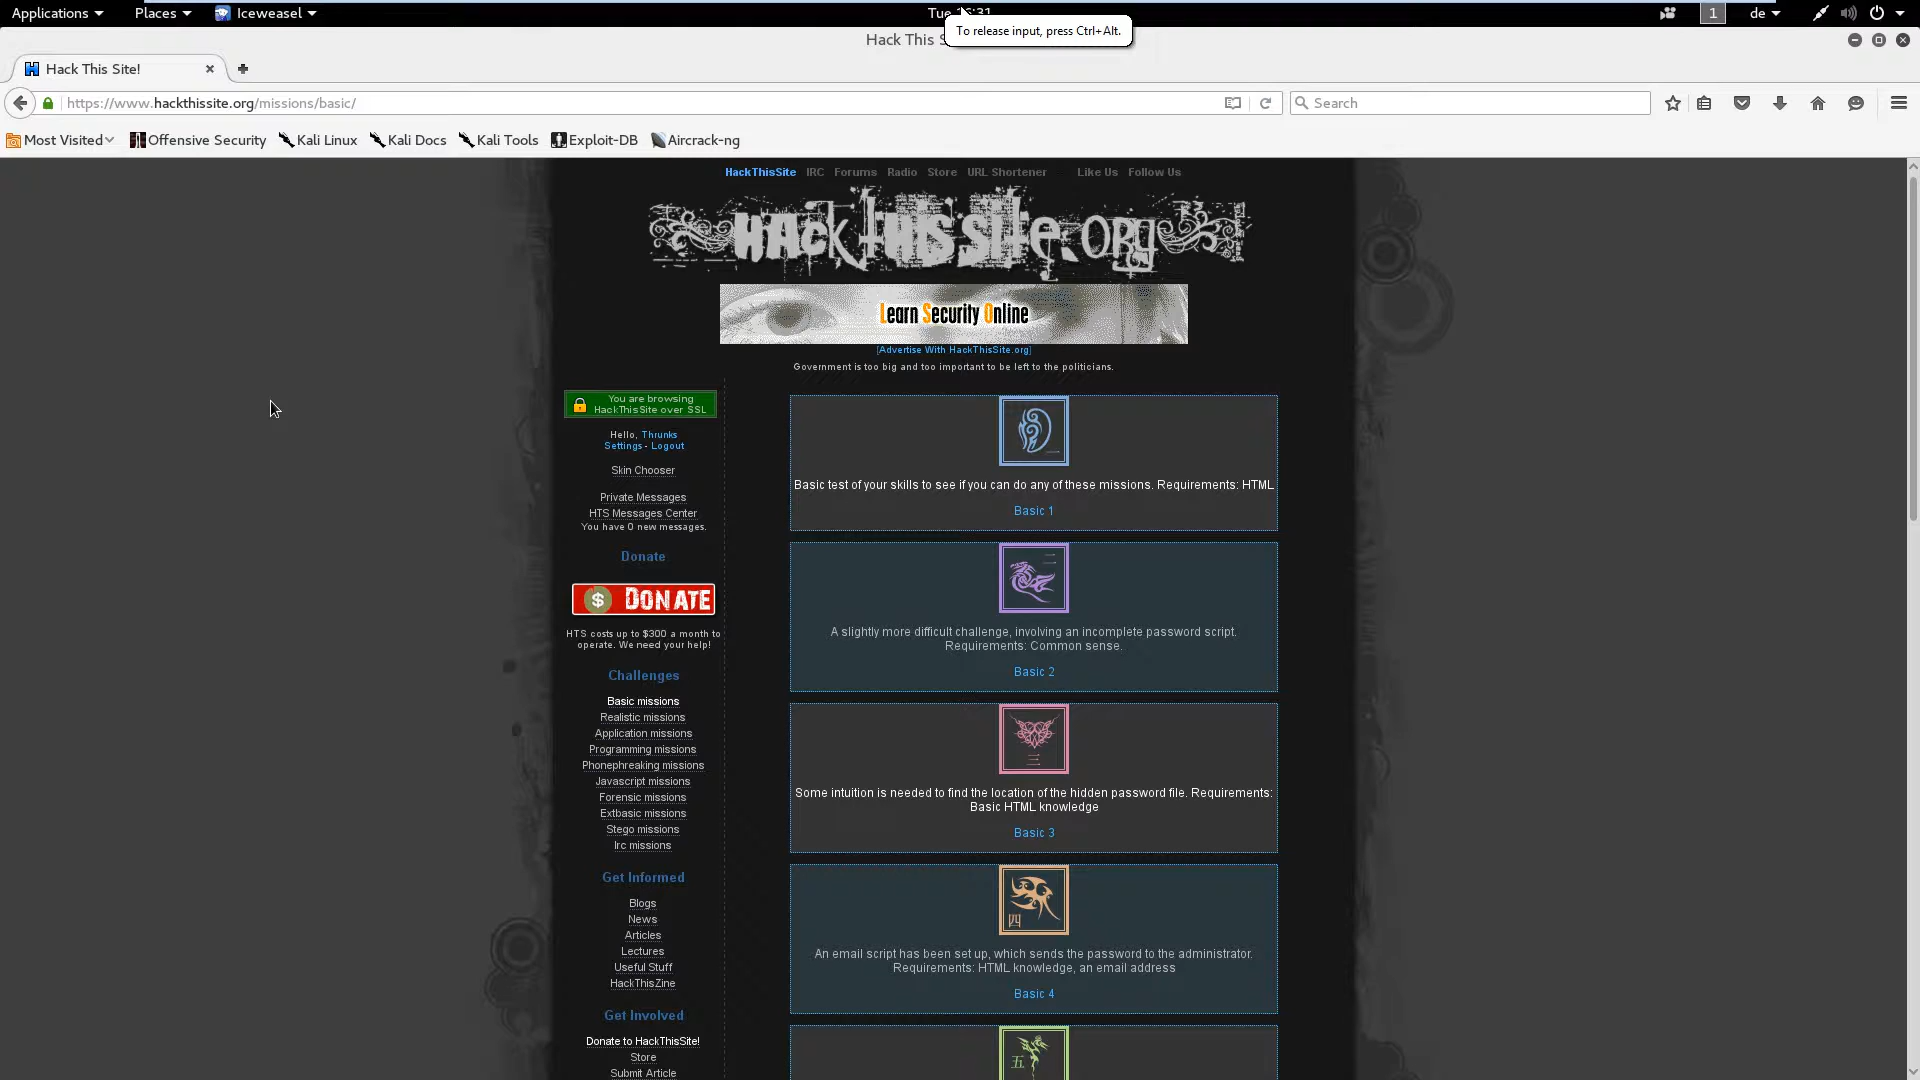 Applications
Places
Iceweasel
Tue
1
de
To release input, press Ctrl+Alt.
Hack This
Hack This Site!
https://www.hackthissite.org/missions/basic/
Search
Most Visited
Offensive Security
Kali Linux
Kali Docs
Kali Tools
Exploit-DB
Aircrack-ng
HackThisSite IRC Forums Radio Store URL Shortener Like Us Follow Us
HackThisSite.org
Learn Security Online
[Advertise With HackThisSite.org]
Government is too big and too important to be left to the politicians.
You are browsing
HackThisSite over SSL
Hello, Thrunks
Settings - Logout
Skin Chooser
Private Messages
HTS Messages Center
You have 0 new messages.
Donate
$ DONATE
HTS costs up to $300 a month to
operate. We need your help!
Challenges
Basic missions
Realistic missions
Application missions
Programming missions
Phonephreaking missions
Javascript missions
Forensic missions
Extbasic missions
Stego missions
Irc missions
Get Informed
Blogs
News
Articles
Lectures
Useful Stuff
HackThisZine
Get Involved
Donate to HackThisSite!
Store
Submit Article
一
Basic test of your skills to see if you can do any of these missions. Requirements: HTML
Basic 1
二
A slightly more difficult challenge, involving an incomplete password script.
Requirements: Common sense.
Basic 2
三
Some intuition is needed to find the location of the hidden password file. Requirements:
Basic HTML knowledge
Basic 3
四
An email script has been set up, which sends the password to the administrator.
Requirements: HTML knowledge, an email address
Basic 4
五